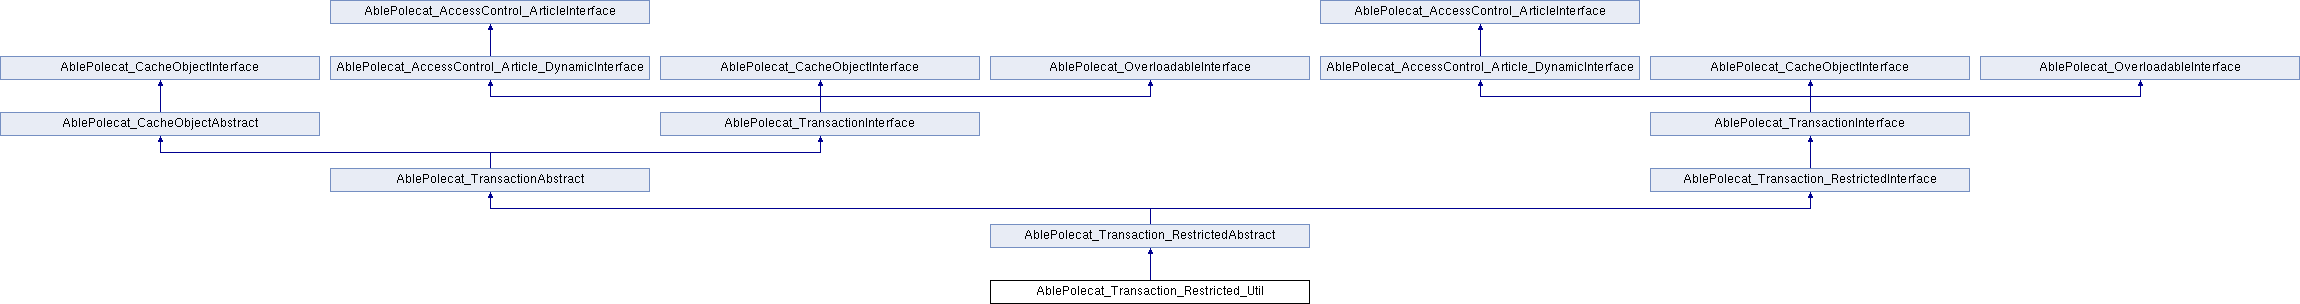 AblePolecat_AccessControl_ArticleInterface
AblePolecat_AccessControl_ArticleInterface
AblePolecat_CacheObjectInterface
AblePolecat_AccessControl_Article_DynamicInterface
AblePolecat_CacheObjectInterface
AblePolecat_OverloadableInterface
AblePolecat_AccessControl_Article_DynamicInterface
AblePolecat_CacheObjectInterface
AblePolecat_OverloadableInterface
AblePolecat_CacheObjectAbstract
AblePolecat_TransactionInterface
AblePolecat_TransactionInterface
AblePolecat_TransactionAbstract
AblePolecat_Transaction_RestrictedInterface
AblePolecat_Transaction_RestrictedAbstract
AblePolecat_Transaction_Restricted_Util